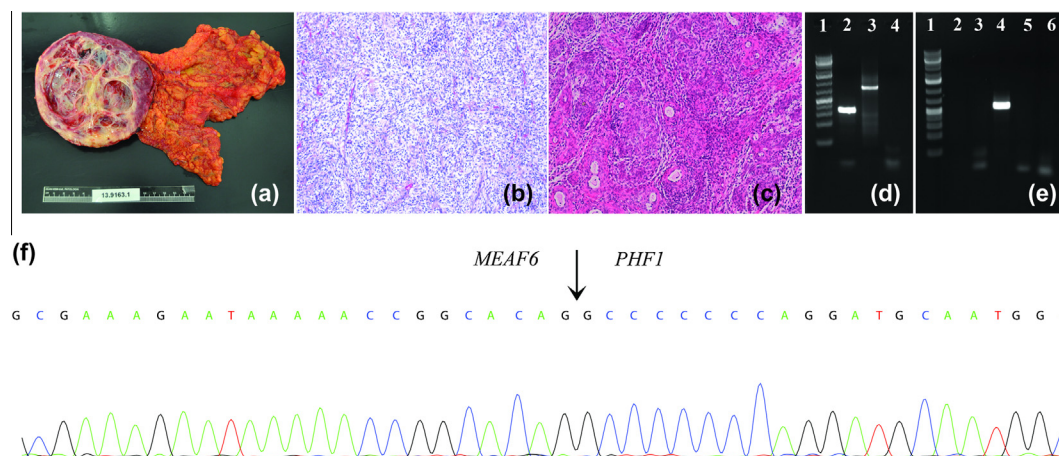 1 2 3 4
1 2 3 4 5 6
13.9163.1
(a) (b) (c) (d) (e)
(f)
MEAF6 PHF1
G C G A A A G A A T A A A A A C C G G C A C A G G C C C C C C C A G G A T G C A A T G G